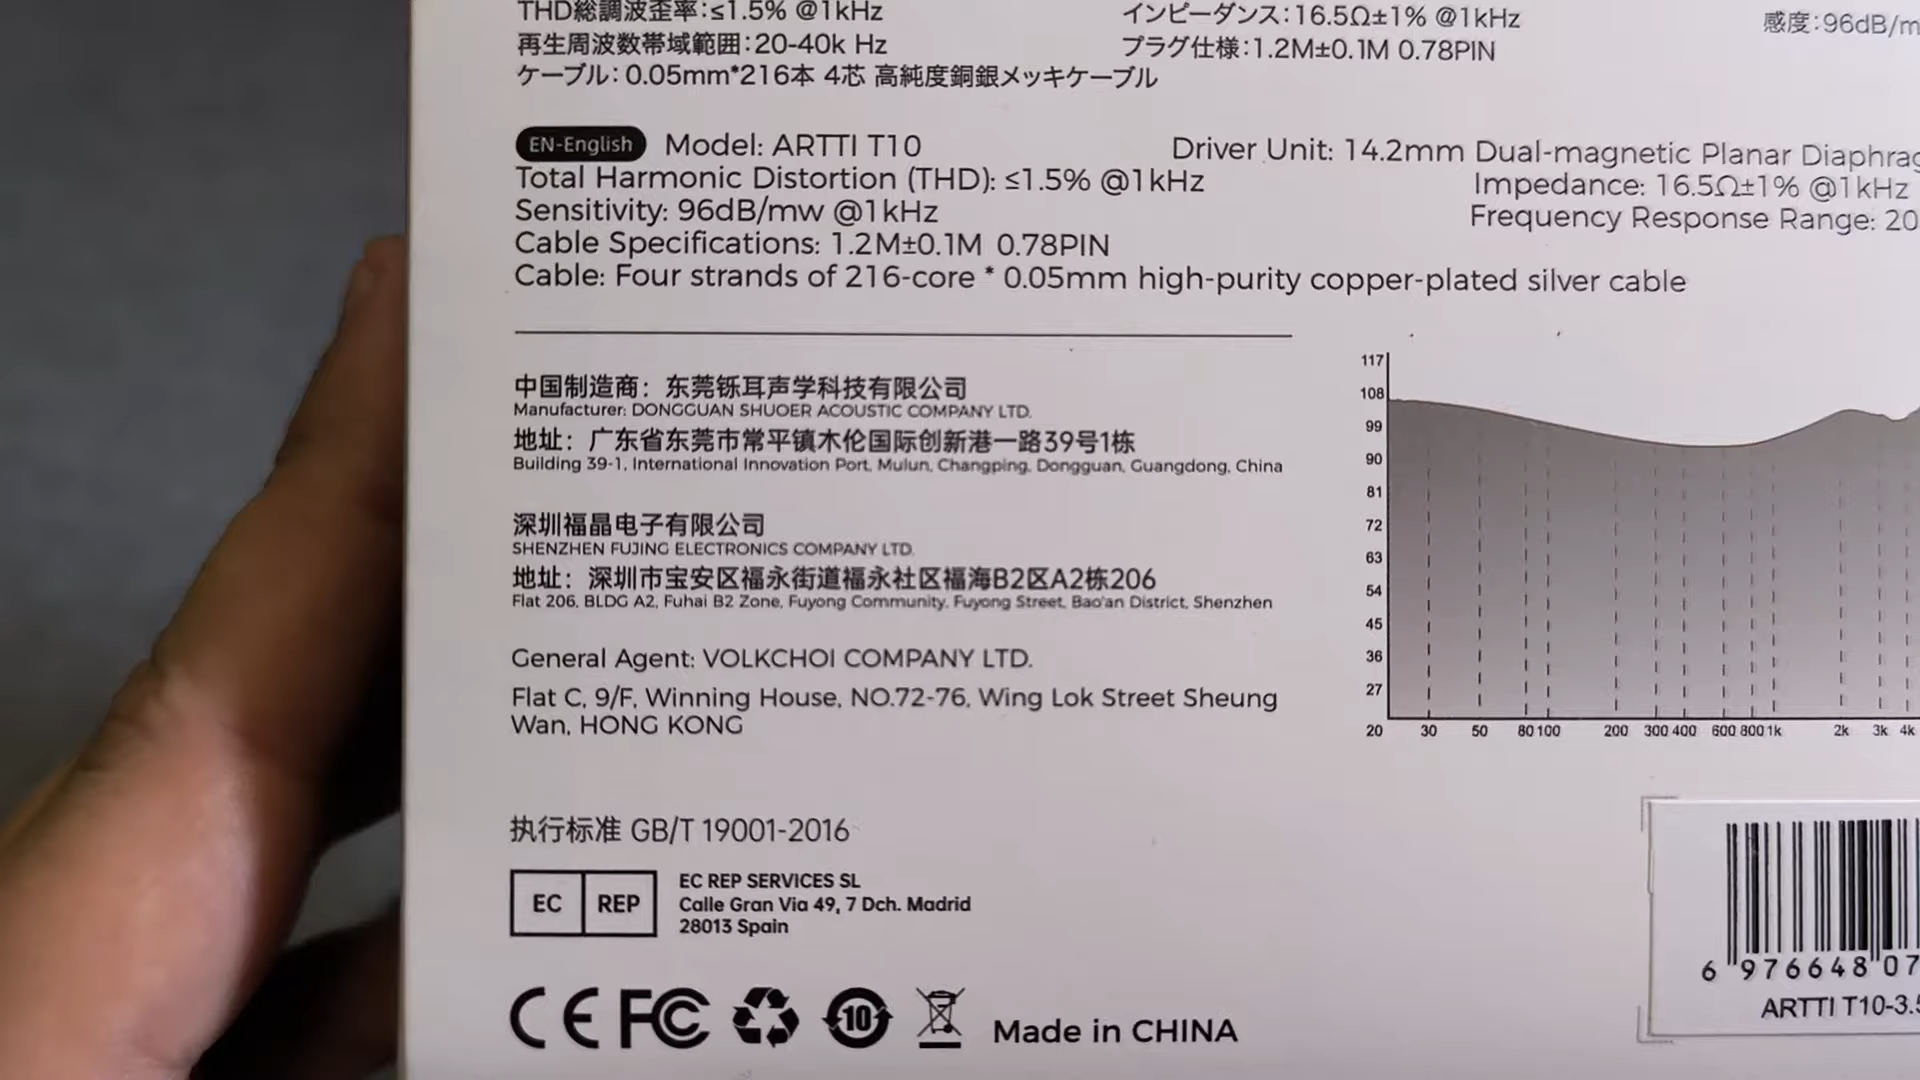 THD総調波歪率:≤1.5% @1kHz
インピーダンス:16.5Ω±1% @1kHz
感度:96dB/m
再生周波数帯域範囲:20-40k Hz
プラグ仕様:1.2M±0.1M 0.78PIN
ケーブル: 0.05mm*216本 4芯 高純度銅銀メッキケーブル
EN-English Model: ARTTI T10
Driver Unit: 14.2mm Dual-magnetic Planar Diaphrag
Total Harmonic Distortion (THD): ≤1.5% @1kHz
Impedance: 16.5Ω±1% @1kHz
Sensitivity: 96dB/mw @1kHz
Frequency Response Range: 20
Cable Specifications: 1.2M±0.1M 0.78PIN
Cable: Four strands of 216-core * 0.05mm high-purity copper-plated silver cable
中国制造商：东莞铄耳声学科技有限公司
Manufacturer: DONGGUAN SHUOER ACOUSTIC COMPANY LTD.
地址：广东省东莞市常平镇木伦国际创新港一路39号1栋
Building 39-1, International Innovation Port, Mulun, Changping, Dongguan, Guangdong, China
深圳福晶电子有限公司
SHENZHEN FUJING ELECTRONICS COMPANY LTD.
地址：深圳市宝安区福永街道福永社区福海B2区A2栋206
Flat 206, BLDG A2, Fuhai B2 Zone, Fuyong Community, Fuyong Street, Bao'an District, Shenzhen
General Agent: VOLKCHOI COMPANY LTD.
Flat C, 9/F, Winning House, NO.72-76, Wing Lok Street Sheung
Wan, HONG KONG
117
108
99
90
81
72
63
54
45
36
27
20 30 50 80 100 200 300 400 600 800 1k 2k 3k 4k
执行标准 GB/T 19001-2016
EC REP
EC REP SERVICES SL
Calle Gran Via 49, 7 Dch. Madrid
28013 Spain
CE FC 10 Made in CHINA
6 976648 07
ARTTI T10-3.5